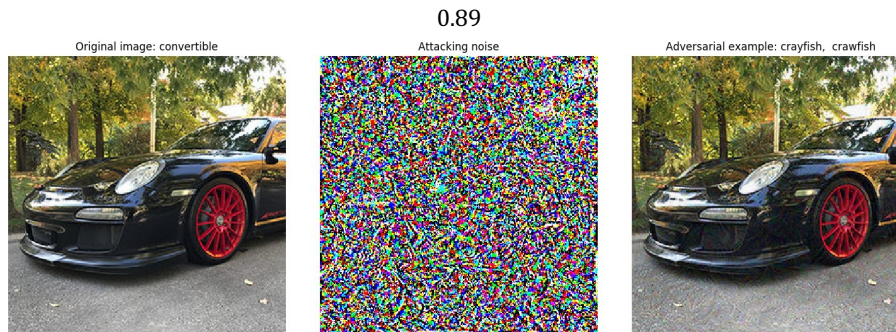 0.89
Original image: convertible
Attacking noise
Adversarial example: crayfish, crawfish